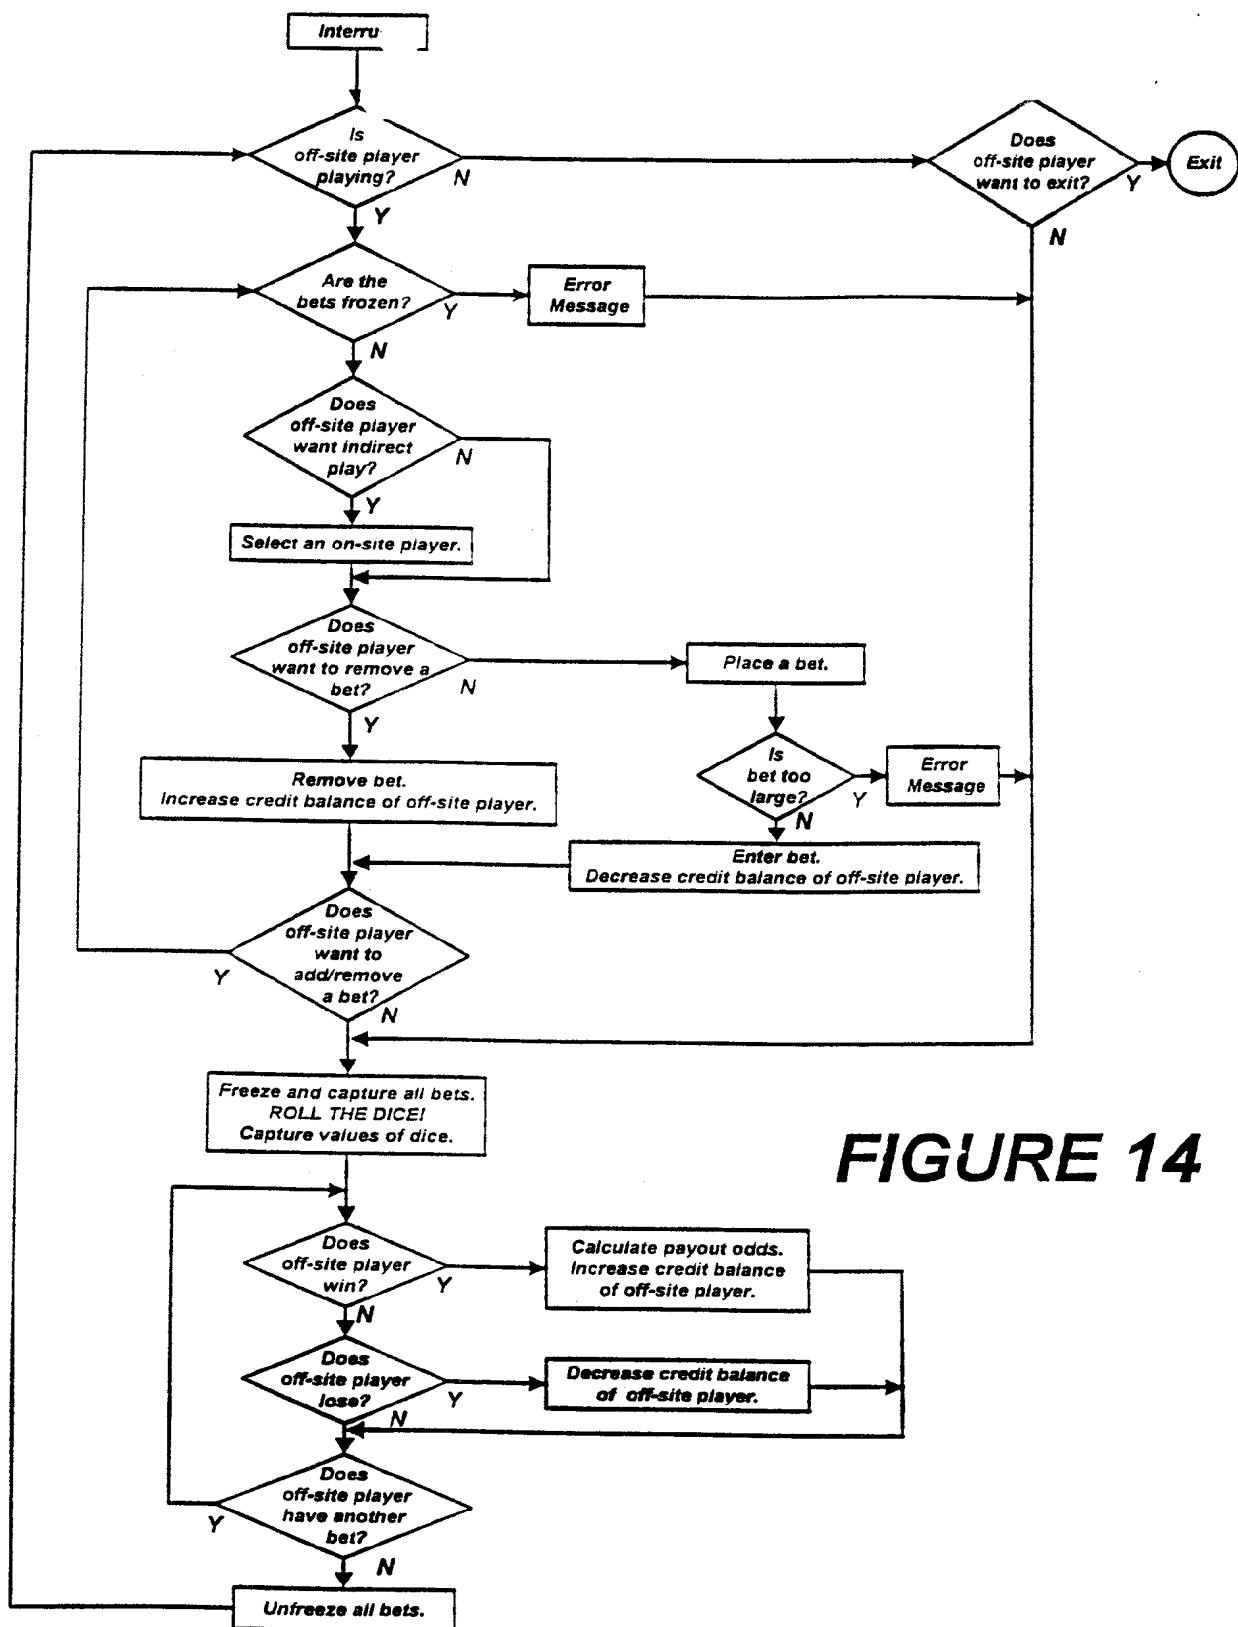 Is
off-site player
playing?
N
Y
Does
off-site player
want to exit?
Y
N
Exit
Are the
bets frozen?
Y
N
Error
Message
Does
off-site player
want indirect
play?
N
Y
Select an on-site player.
Does
off-site player
want to remove a
bet?
N
Y
Place a bet.
Is
bet too
large?
Y
N
Error
Message
Remove bet.
Increase credit balance of off-site player.
Enter bet.
Decrease credit balance of off-site player.
Does
off-site player
want to
add/remove
a bet?
Y
N
Freeze and capture all bets.
ROLL THE DICE!
Capture values of dice.
FIGURE 14
Does
off-site player
win?
Y
N
Calculate payout odds.
Increase credit balance
of off-site player.
Does
off-site player
lose?
Y
N
Decrease credit balance
of off-site player.
Does
off-site player
have another
bet?
Y
N
Unfreeze all bets.